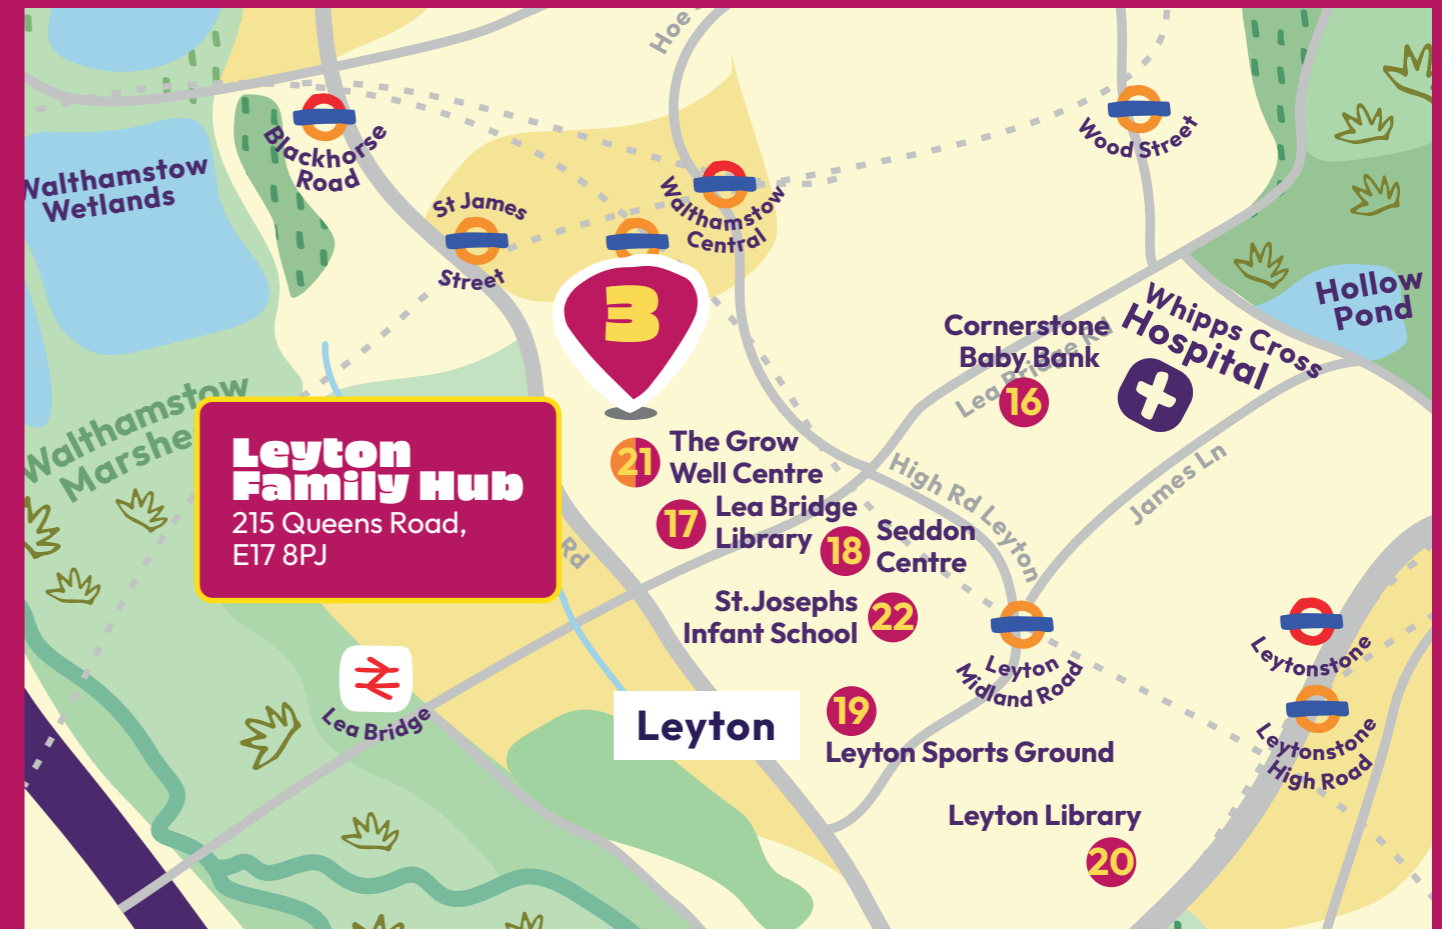 Hoe
Blackhorse
Road
Wood Street
Walthamstow
Wetlands
St James
Street
Walthamstow
Central
3
Hollow
Pond
Whipps Cross
Hospital
Cornerstone
Baby Bank
Lea Bridge Rd
16
Walthamstow
Marshe
Leyton
Family Hub
215 Queens Road,
E17 8PJ
21
The Grow
Well Centre
High Rd Leyton
James Ln
17
Lea Bridge
Library
18
Seddon
Centre
Rd
St.Josephs
Infant School
22
Leyton
Midland Road
Leytonstone
Lea Bridge
Leyton
19
Leyton Sports Ground
Leytonstone
High Road
Leyton Library
20